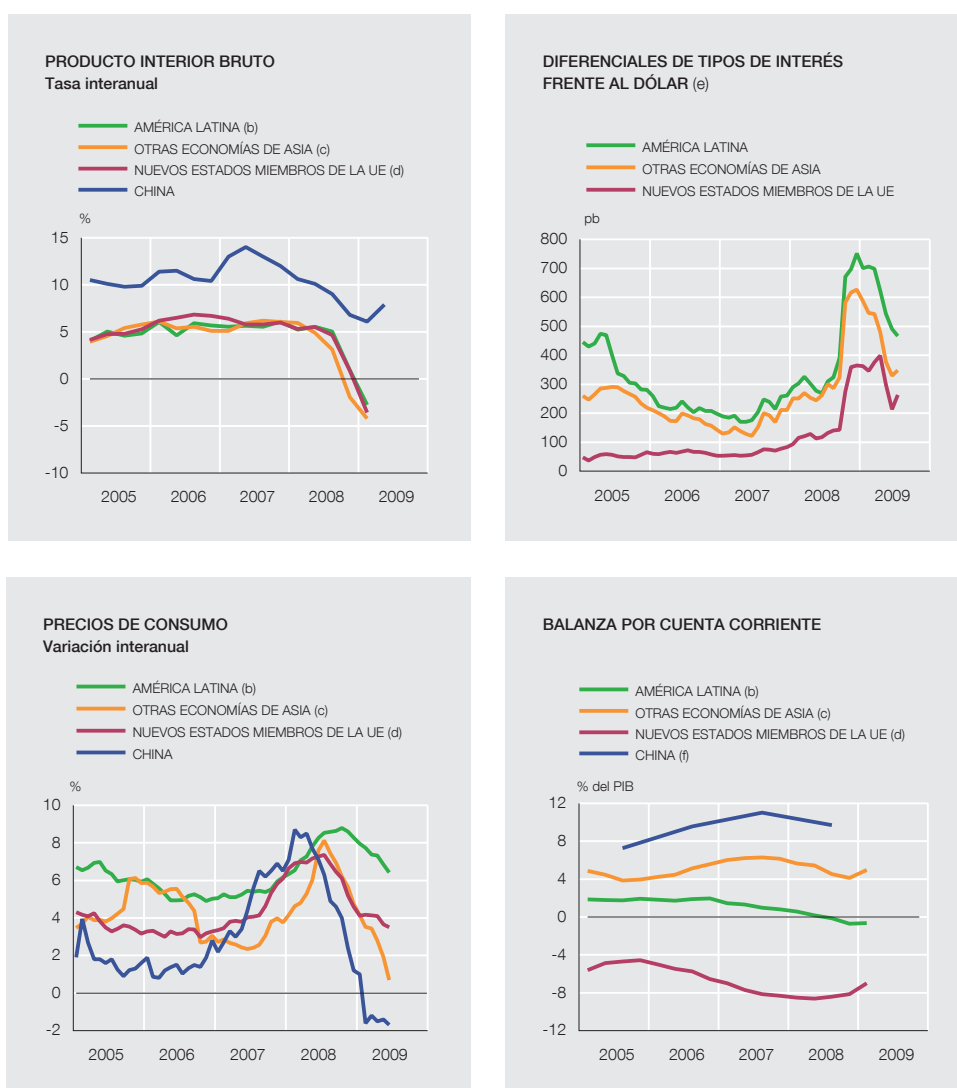 PRODUCTO INTERIOR BRUTO
Tasa interanual
AMÉRICA LATINA (b)
OTRAS ECONOMÍAS DE ASIA (c)
NUEVOS ESTADOS MIEMBROS DE LA UE (d)
CHINA
%
15
10
5
0
-5
-10
2005 2006 2007 2008 2009
DIFERENCIALES DE TIPOS DE INTERÉS
FRENTE AL DÓLAR (e)
AMÉRICA LATINA
OTRAS ECONOMÍAS DE ASIA
NUEVOS ESTADOS MIEMBROS DE LA UE
pb
800
700
600
500
400
300
200
100
0
2005 2006 2007 2008 2009
PRECIOS DE CONSUMO
Variación interanual
AMÉRICA LATINA (b)
OTRAS ECONOMÍAS DE ASIA (c)
NUEVOS ESTADOS MIEMBROS DE LA UE (d)
CHINA
%
10
8
6
4
2
0
-2
2005 2006 2007 2008 2009
BALANZA POR CUENTA CORRIENTE
AMÉRICA LATINA (b)
OTRAS ECONOMÍAS DE ASIA (c)
NUEVOS ESTADOS MIEMBROS DE LA UE (d)
CHINA (f)
% del PIB
12
8
4
0
-4
-8
-12
2005 2006 2007 2008 2009